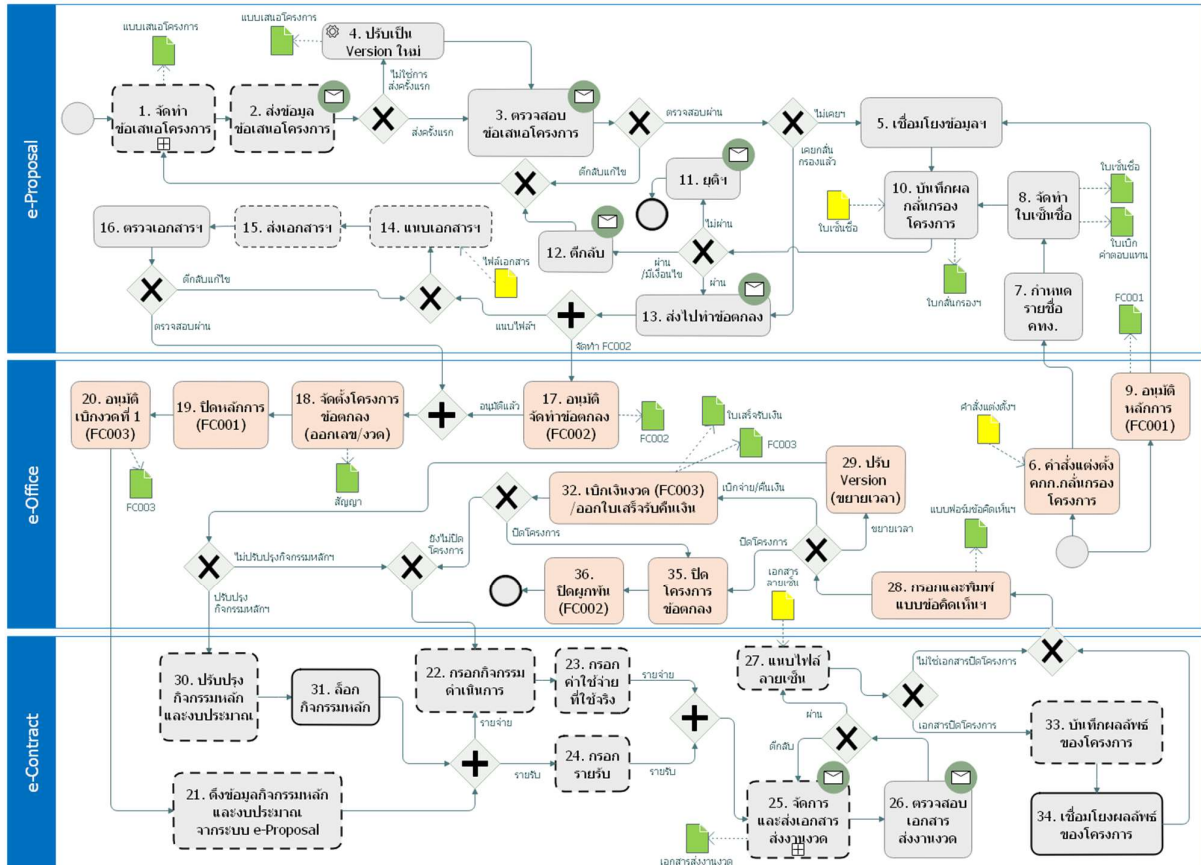 e-Proposal
แบบเสนอโครงการ
แบบเสนอโครงการ
4. ปรับเป็น
Version ใหม่
1. จัดทำ
ข้อเสนอโครงการ
2. ส่งข้อมูล
ข้อเสนอโครงการ
ไม่ใช่การ
ส่งครั้งแรก
ส่งครั้งแรก
3. ตรวจสอบ
ข้อเสนอโครงการ
ตรวจสอบผ่าน
ไม่เคยฯ
5. เชื่อมโยงข้อมูลฯ
ตีกลับแก้ไข
เคยกลั่น
กรองแล้ว
11. ยุติฯ
ใบเซ็นชื่อ
10. บันทึกผล
กลั่นกรอง
โครงการ
8. จัดทำ
ใบเซ็นชื่อ
ใบเซ็นชื่อ
ใบเบิก
ค่าตอบแทน
16. ตรวจเอกสารฯ
15. ส่งเอกสารฯ
14. แนบเอกสารฯ
12. ตีกลับ
ไม่ผ่าน
ผ่าน
/มีเงื่อนไข
ผ่าน
ไฟล์เอกสาร
ตีกลับแก้ไข
ใบกลั่นกรองฯ
7. กำหนด
รายชื่อ
คทง.
FC001
ตรวจสอบผ่าน
แนบไฟล์ฯ
13. ส่งไปทำข้อตกลง
จัดทำ FC002
e-Office
20. อนุมัติ
เบิกงวดที่ 1
(FC003)
19. ปิดหลักการ
(FC001)
18. จัดตั้งโครงการ
ข้อตกลง
(ออกเลข/งวด)
อนุมัติแล้ว
17. อนุมัติ
จัดทำข้อตกลง
(FC002)
FC002
ใบเสร็จรับเงิน
FC003
9. อนุมัติ
หลักการ
(FC001)
คำสั่งแต่งตั้งฯ
6. คำสั่งแต่งตั้ง
คกก.กลั่นกรอง
โครงการ
FC003
สัญญา
32. เบิกเงินงวด (FC003)
/ออกใบเสร็จรับคืนเงิน
เบิกจ่าย/คืนเงิน
29. ปรับ
Version
(ขยายเวลา)
ขยายเวลา
แบบฟอร์มข้อคิดเห็นฯ
ไม่ปรับปรุงกิจกรรมหลักฯ
ยังไม่ปิด
โครงการ
ปิดโครงการ
ปิดโครงการ
ปรับปรุง
กิจกรรมหลักฯ
36.
ปิดผูกพัน
(FC002)
35. ปิด
โครงการ
ข้อตกลง
เอกสาร
ลายเซ็น
28. กรอกและพิมพ์
แบบข้อคิดเห็นฯ
e-Contract
30. ปรับปรุง
กิจกรรมหลัก
และงบประมาณ
31. ล็อก
กิจกรรมหลัก
22. กรอกกิจกรรม
ดำเนินการ
23. กรอก
ค่าใช้จ่าย
ที่ใช้จริง
รายจ่าย
27. แนบไฟล์
ลายเซ็น
ไม่ใช่เอกสารปิดโครงการ
เอกสารปิดโครงการ
รายจ่าย
รายรับ
24. กรอก
รายรับ
รายรับ
ผ่าน
ตีกลับ
33. บันทึกผลลัพธ์
ของโครงการ
21. ดึงข้อมูลกิจกรรมหลัก
และงบประมาณ
จากระบบ e-Proposal
25. จัดการ
และส่งเอกสาร
ส่งงานงวด
26. ตรวจสอบ
เอกสาร
ส่งงานงวด
34. เชื่อมโยงผลลัพธ์
ของโครงการ
เอกสารส่งงานงวด